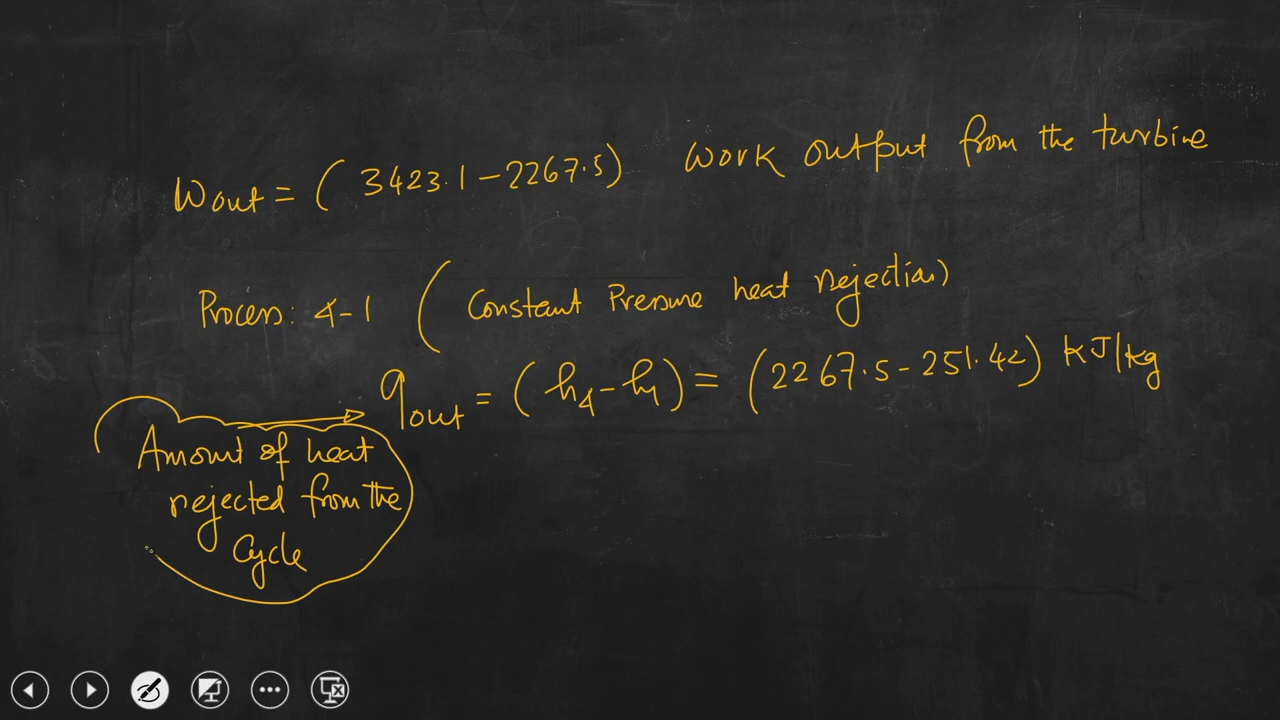 Wout = ( 3423.1 - 2267.5) Work output from the turbine
Process: 4-1 ( Constant Pressure heat rejection)
qout = (h4 - h1) = (2267.5 - 251.42) kJ/kg
Amount of heat
rejected from the
Cycle